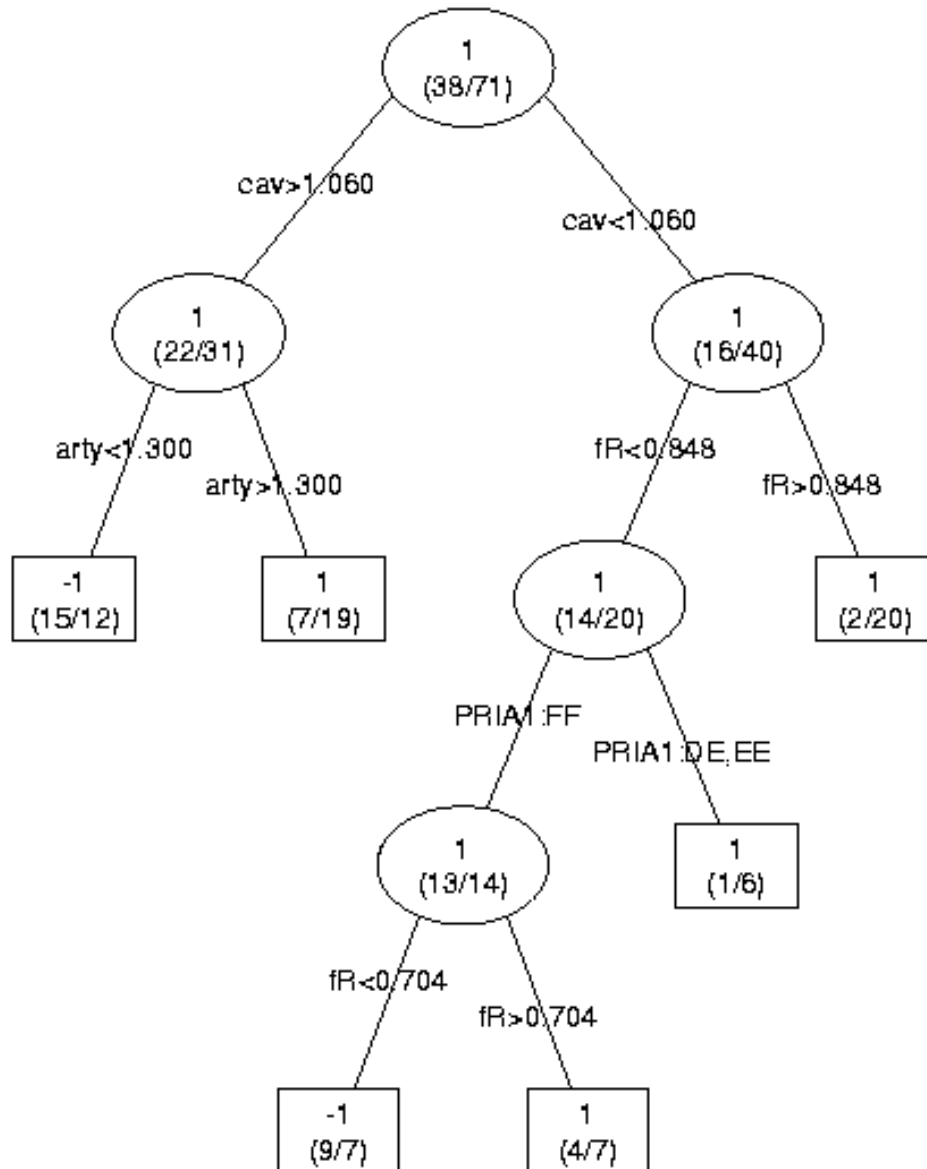 1
(38/71)
cav>1.060
cav<1.060
1
(22/31)
1
(16/40)
arty<1.300
arty>1.300
fR<0.848
fR>0.848
-1
(15/12)
1
(7/19)
1
(14/20)
1
(2/20)
PRIA1:FF
PRIA1:DE,EE
1
(13/14)
1
(1/6)
fR<0.704
fR>0.704
-1
(9/7)
1
(4/7)